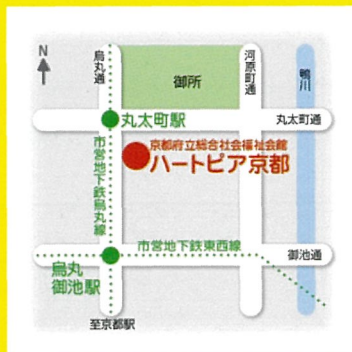 N
烏丸通
御所
河原町通
鴨川
丸太町駅
丸太町通
京都府立総合社会福祉会館
ハートピア京都
市営地下鉄烏丸線
市営地下鉄東西線
御池通
烏丸
御池駅
至京都駅